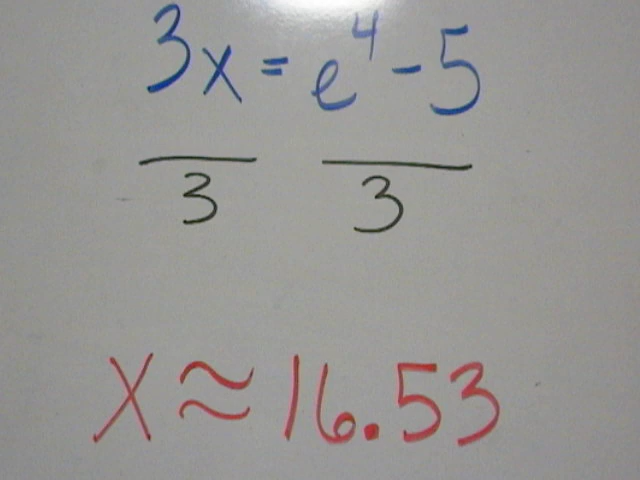 3x = e⁴ - 5
3 3
x ≈ 16.53